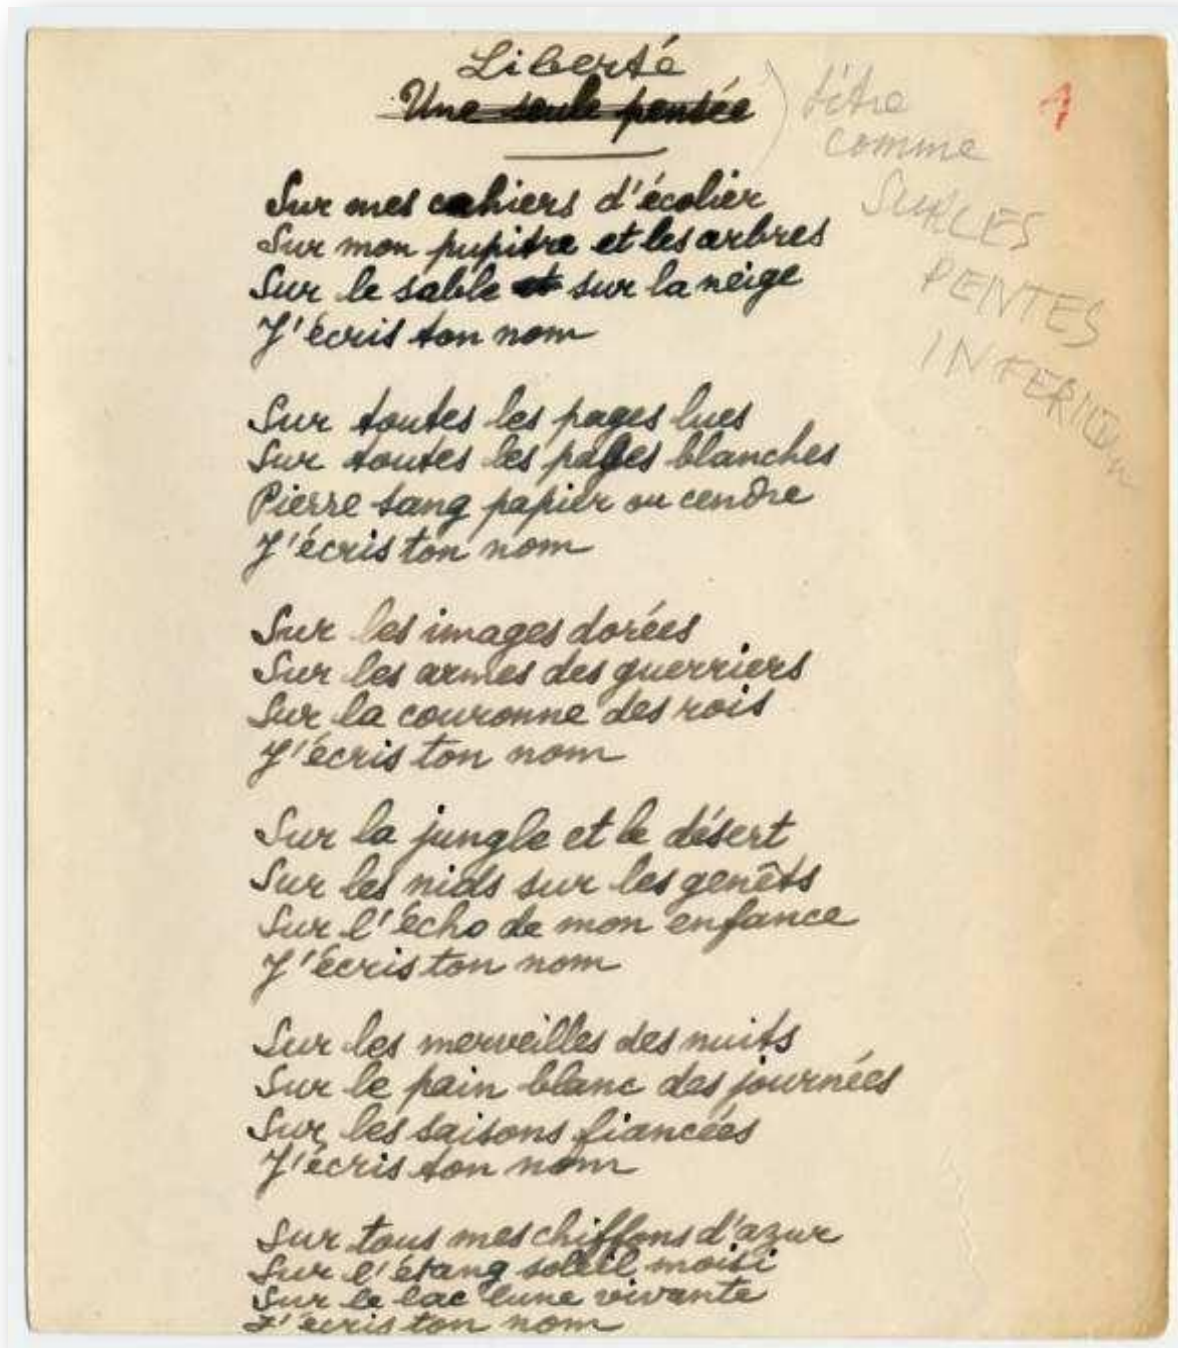 Liberté
Une seule pensée
titre
comme
SUR LES
PENTES
INFERIEU
1
Sur mes cahiers d'écolier
Sur mon pupitre et les arbres
Sur le sable et sur la neige
J'écris ton nom
Sur toutes les pages lues
Sur toutes les pages blanches
Pierre sang papier ou cendre
J'écris ton nom
Sur les images dorées
Sur les armes des guerriers
Sur la couronne des rois
J'écris ton nom
Sur la jungle et le désert
Sur les nids sur les genêts
Sur l'écho de mon enfance
J'écris ton nom
Sur les merveilles des nuits
Sur le pain blanc des journées
Sur les saisons fiancées
J'écris ton nom
Sur tous mes chiffons d'azur
Sur l'étang soleil moisi
Sur le lac lune vivante
J'écris ton nom